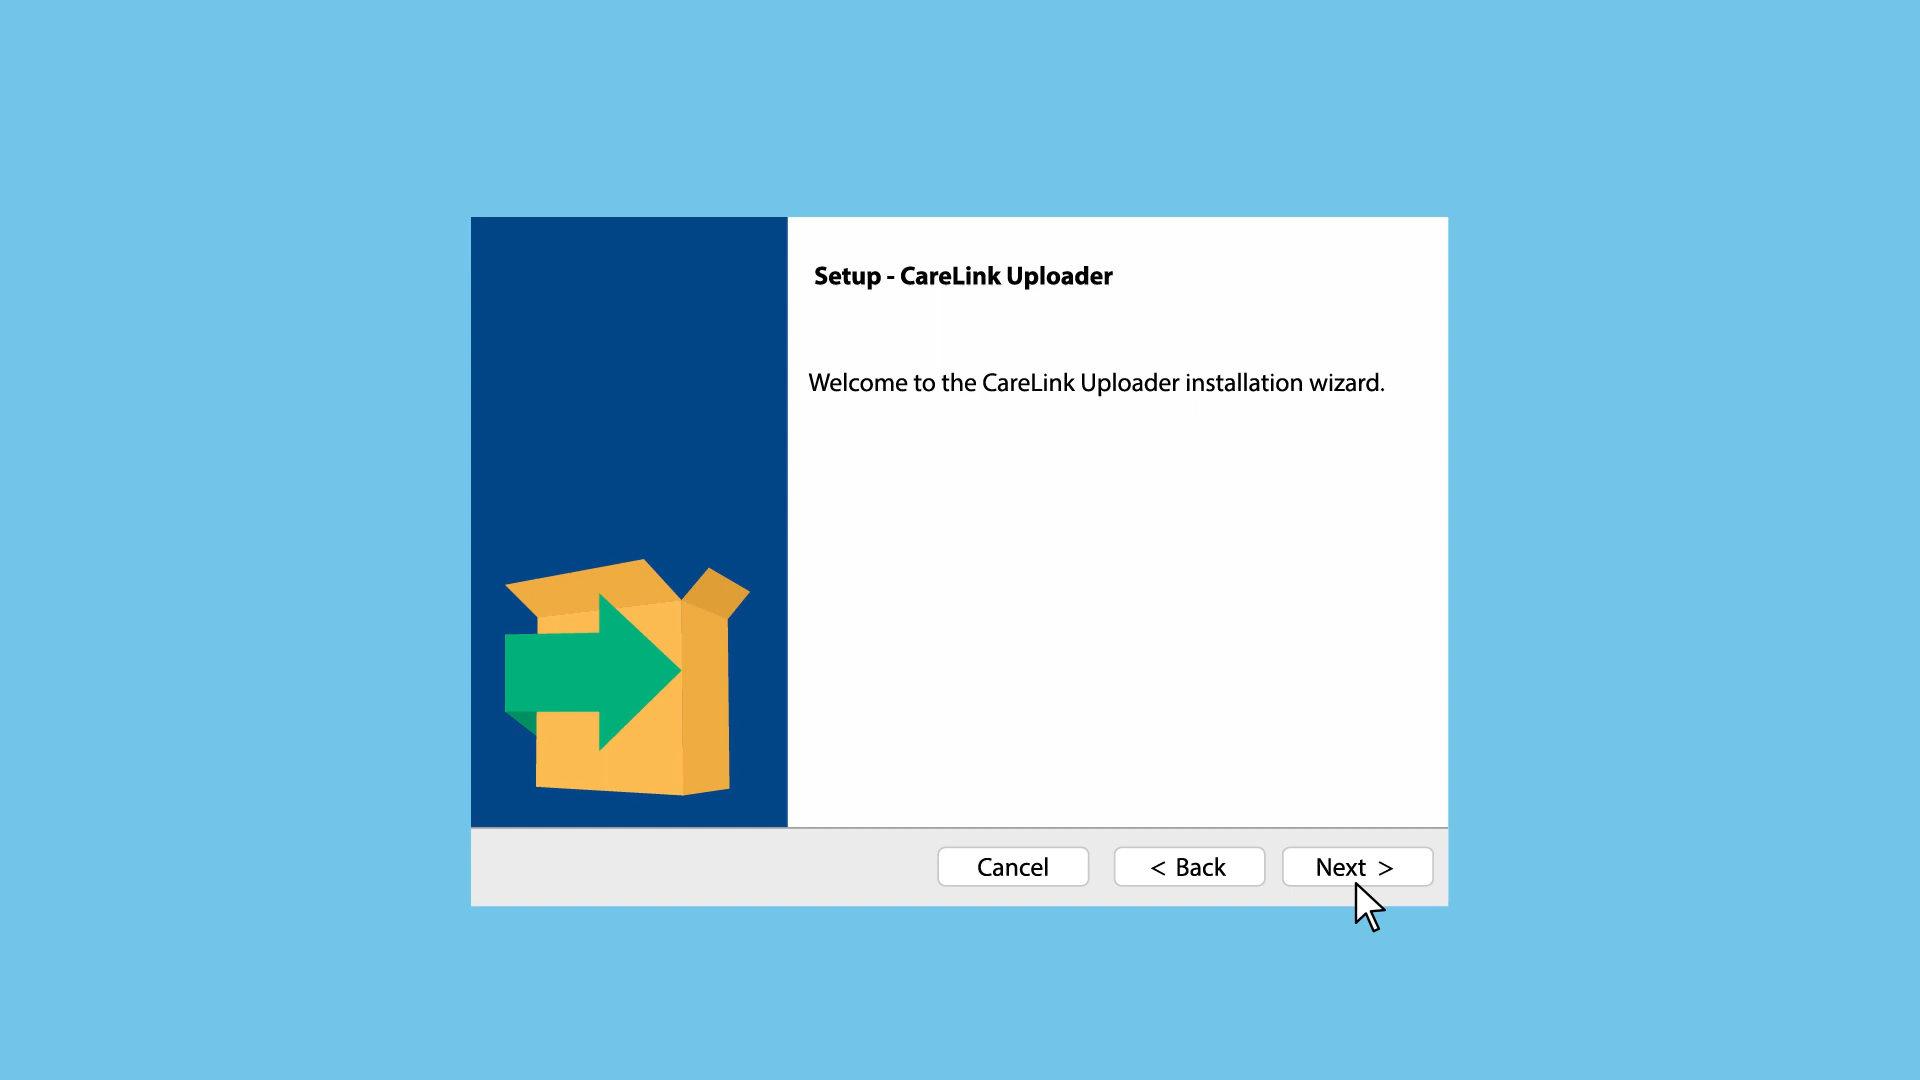 Setup - CareLink Uploader
Welcome to the CareLink Uploader installation wizard.
Cancel
< Back
Next >